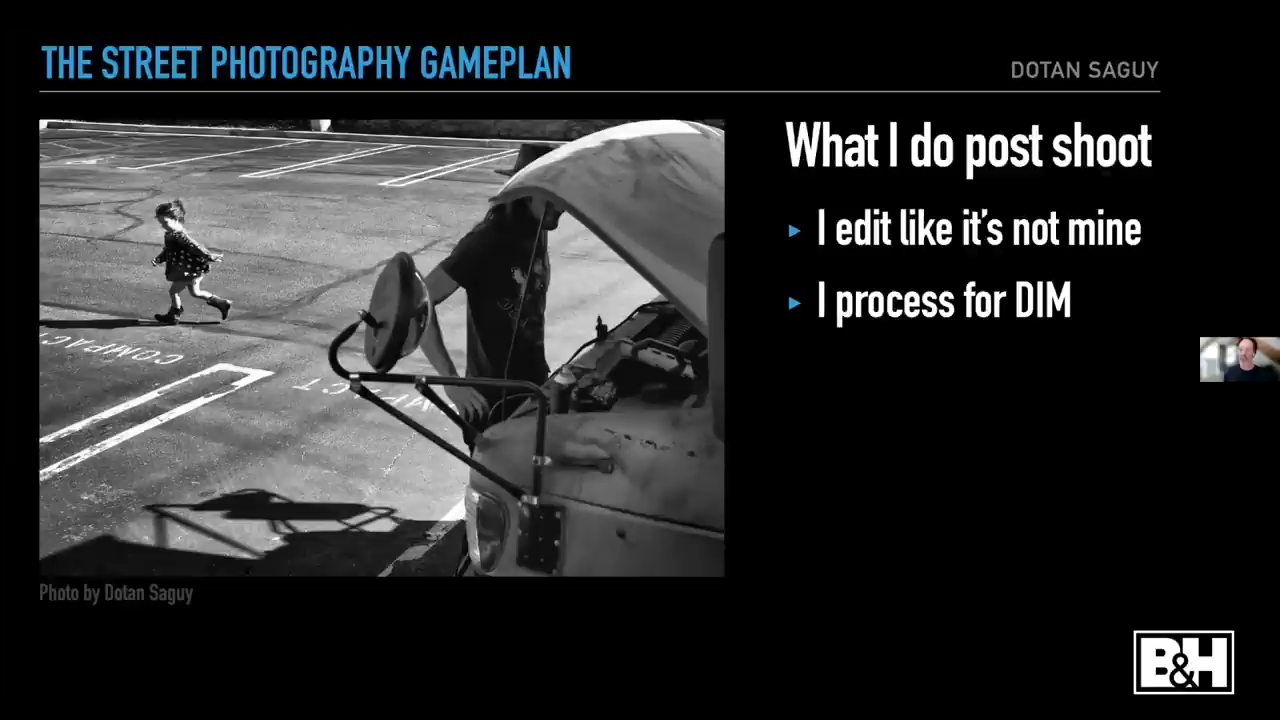 THE STREET PHOTOGRAPHY GAMEPLAN
DOTAN SAGUY
What I do post shoot
I edit like it's not mine
I process for DIM
COMPACT
Photo by Dotan Saguy
B&H